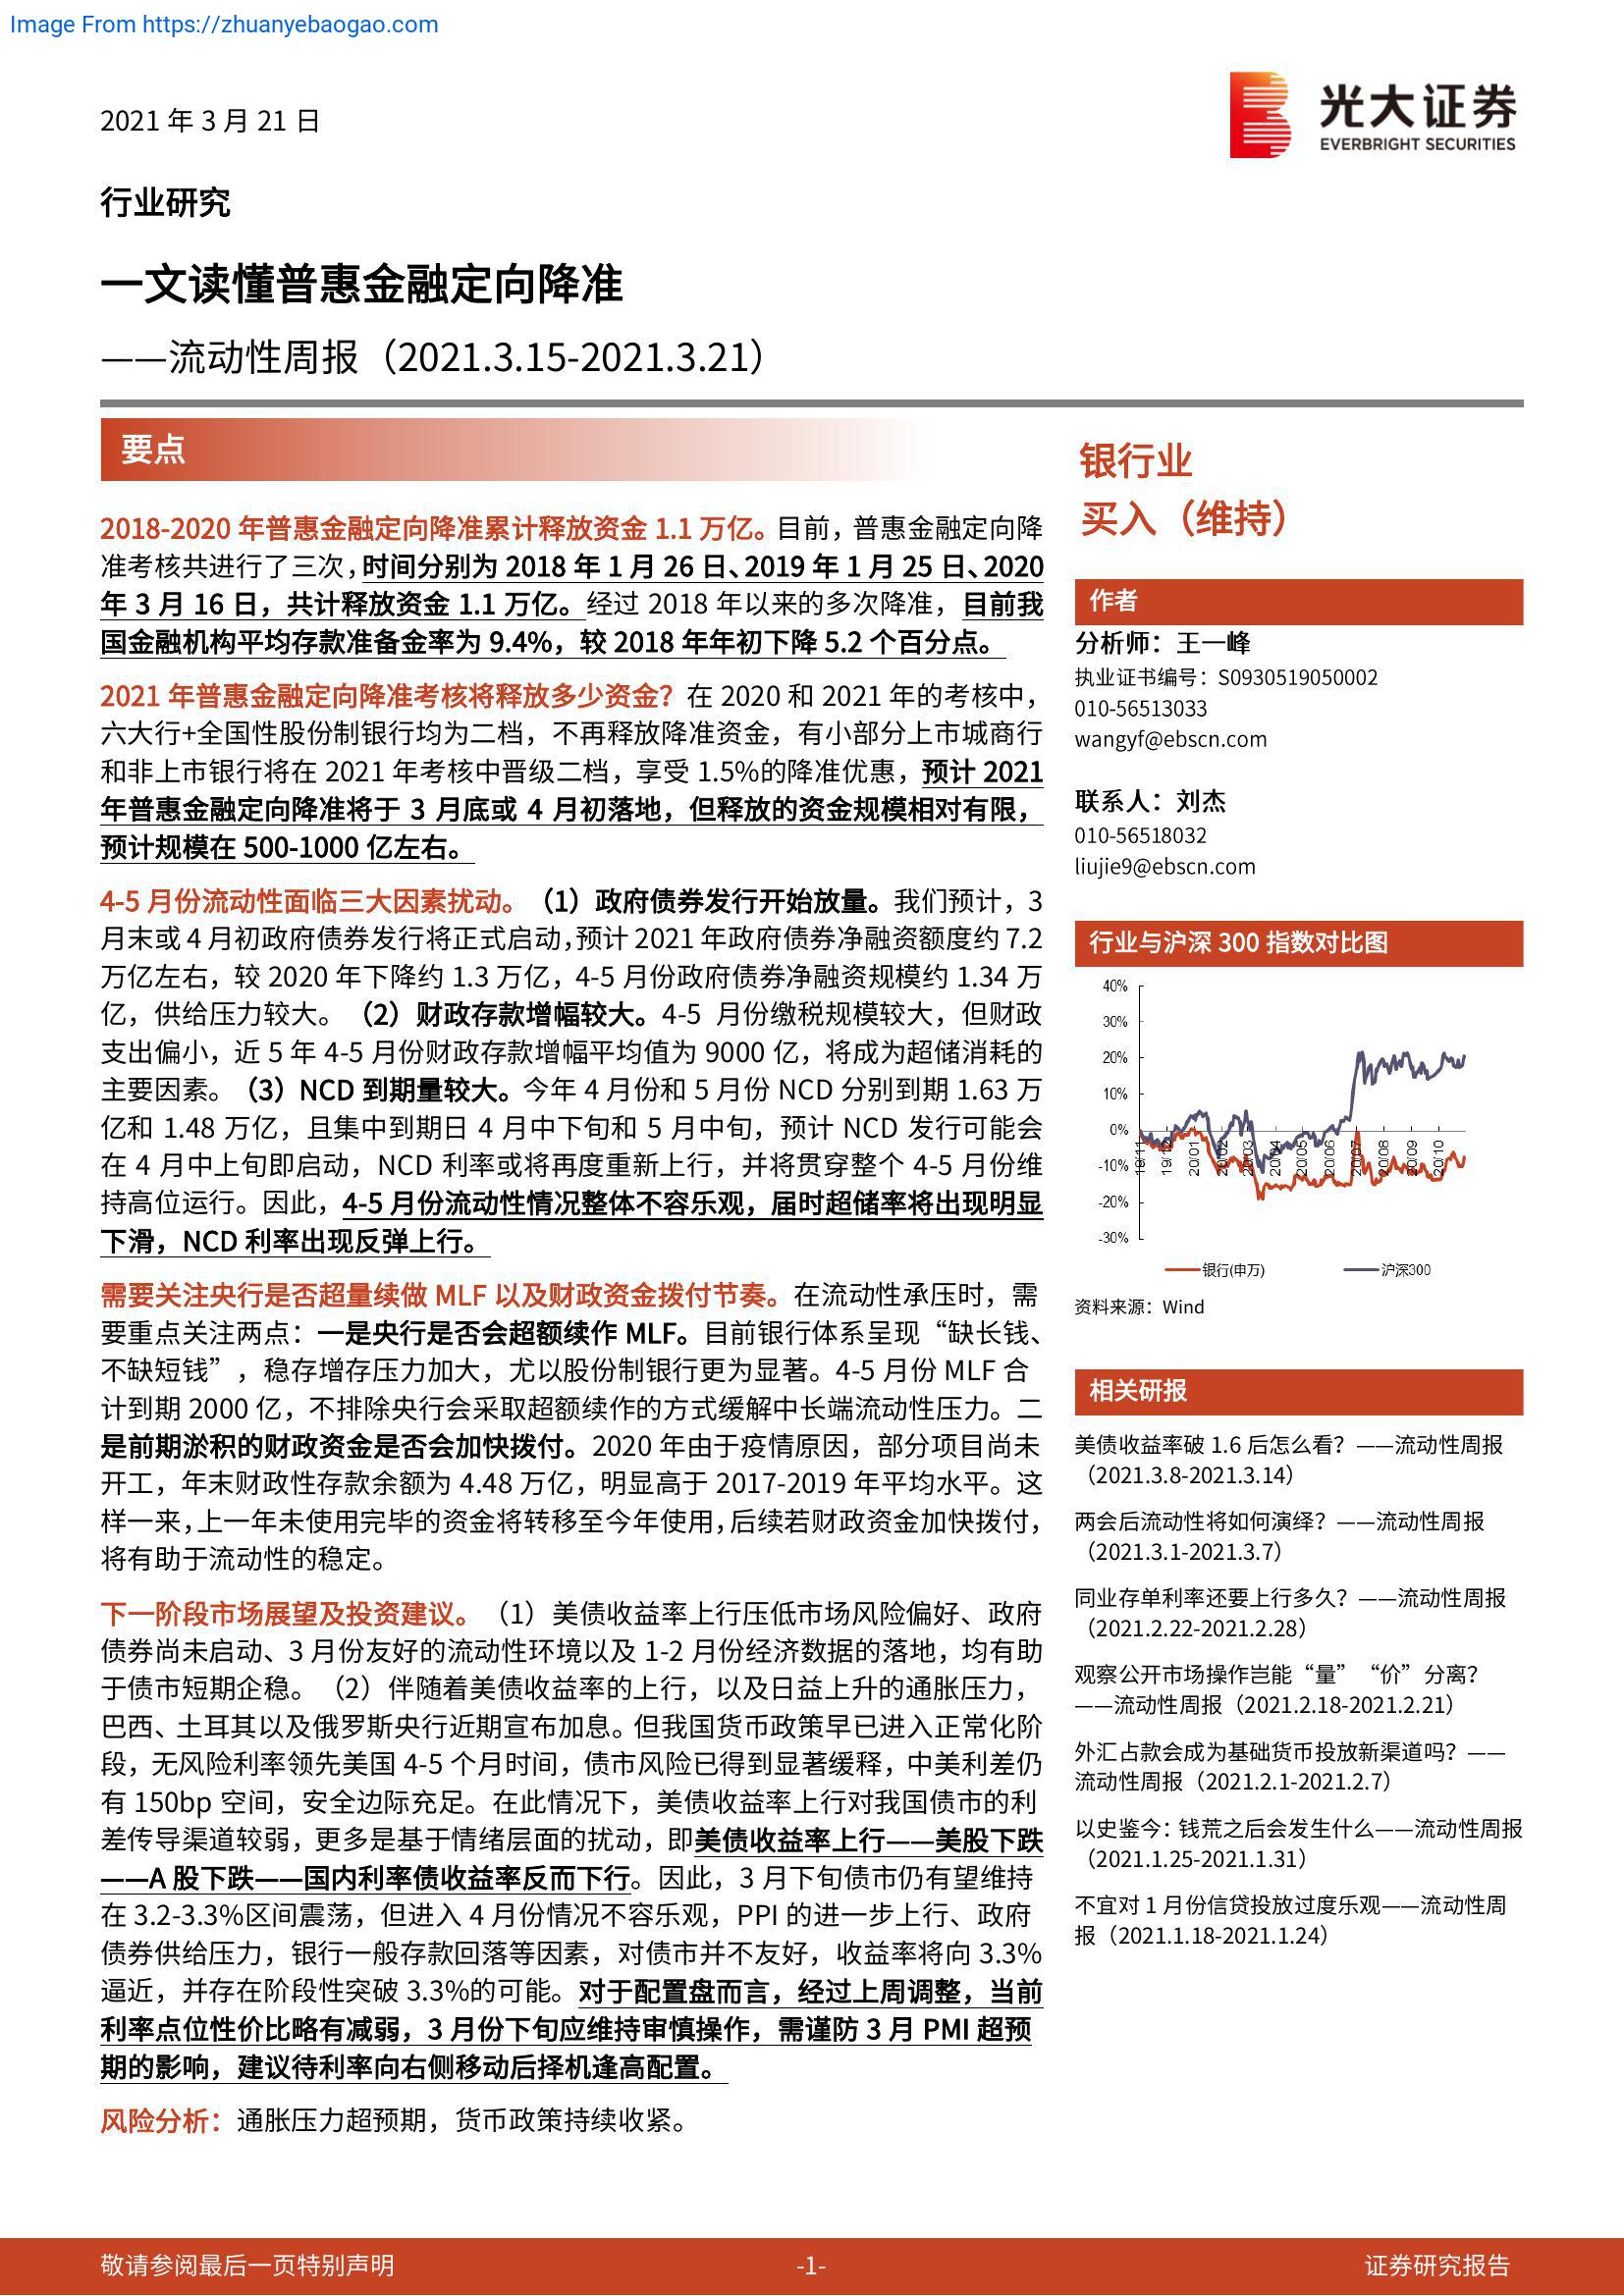 Image From https://zhuanyebaogao.com
2021 年 3 月 21 日
光大证券
EVERBRIGHT SECURITIES
行业研究
一文读懂普惠金融定向降准
——流动性周报（2021.3.15-2021.3.21）
要点
2018-2020 年普惠金融定向降准累计释放资金 1.1 万亿。目前，普惠金融定向降
准考核共进行了三次，时间分别为 2018 年 1 月 26 日、2019 年 1 月 25 日、2020
年 3 月 16 日，共计释放资金 1.1 万亿。经过 2018 年以来的多次降准，目前我
国金融机构平均存款准备金率为 9.4%，较 2018 年年初下降 5.2 个百分点。
2021 年普惠金融定向降准考核将释放多少资金？在 2020 和 2021 年的考核中，
六大行+全国性股份制银行均为二档，不再释放降准资金，有小部分上市城商行
和非上市银行将在 2021 年考核中晋级二档，享受 1.5%的降准优惠，预计 2021
年普惠金融定向降准将于 3 月底或 4 月初落地，但释放的资金规模相对有限，
预计规模在 500-1000 亿左右。
4-5 月份流动性面临三大因素扰动。（1）政府债券发行开始放量。我们预计，3
月末或 4 月初政府债券发行将正式启动，预计 2021 年政府债券净融资额度约 7.2
万亿左右，较 2020 年下降约 1.3 万亿，4-5 月份政府债券净融资规模约 1.34 万
亿，供给压力较大。（2）财政存款增幅较大。4-5 月份缴税规模较大，但财政
支出偏小，近 5 年 4-5 月份财政存款增幅平均值为 9000 亿，将成为超储消耗的
主要因素。（3）NCD 到期量较大。今年 4 月份和 5 月份 NCD 分别到期 1.63 万
亿和 1.48 万亿，且集中到期日 4 月中下旬和 5 月中旬，预计 NCD 发行可能会
在 4 月中上旬即启动，NCD 利率或将再度重新上行，并将贯穿整个 4-5 月份维
持高位运行。因此，4-5 月份流动性情况整体不容乐观，届时超储率将出现明显
下滑，NCD 利率出现反弹上行。
需要关注央行是否超量续做 MLF 以及财政资金拨付节奏。在流动性承压时，需
要重点关注两点：一是央行是否会超额续作 MLF。目前银行体系呈现“缺长钱、
不缺短钱”，稳存增存压力加大，尤以股份制银行更为显著。4-5 月份 MLF 合
计到期 2000 亿，不排除央行会采取超额续作的方式缓解中长端流动性压力。二
是前期淤积的财政资金是否会加快拨付。2020 年由于疫情原因，部分项目尚未
开工，年末财政性存款余额为 4.48 万亿，明显高于 2017-2019 年平均水平。这
样一来，上一年未使用完毕的资金将转移至今年使用，后续若财政资金加快拨付，
将有助于流动性的稳定。
下一阶段市场展望及投资建议。（1）美债收益率上行压低市场风险偏好、政府
债券尚未启动、3 月份友好的流动性环境以及 1-2 月份经济数据的落地，均有助
于债市短期企稳。（2）伴随着美债收益率的上行，以及日益上升的通胀压力，
巴西、土耳其以及俄罗斯央行近期宣布加息。但我国货币政策早已进入正常化阶
段，无风险利率领先美国 4-5 个月时间，债市风险已得到显著缓释，中美利差仍
有 150bp 空间，安全边际充足。在此情况下，美债收益率上行对我国债市的利
差传导渠道较弱，更多是基于情绪层面的扰动，即美债收益率上行——美股下跌
——A 股下跌——国内利率债收益率反而下行。因此，3 月下旬债市仍有望维持
在 3.2-3.3%区间震荡，但进入 4 月份情况不容乐观，PPI 的进一步上行、政府
债券供给压力，银行一般存款回落等因素，对债市并不友好，收益率将向 3.3%
逼近，并存在阶段性突破 3.3%的可能。对于配置盘而言，经过上周调整，当前
利率点位性价比略有减弱，3 月份下旬应维持审慎操作，需谨防 3 月 PMI 超预
期的影响，建议待利率向右侧移动后择机逢高配置。
风险分析：通胀压力超预期，货币政策持续收紧。
银行业
买入（维持）
作者
分析师：王一峰
执业证书编号：S0930519050002
010-56513033
wangyf@ebscn.com
联系人：刘杰
010-56518032
liujie9@ebscn.com
行业与沪深 300 指数对比图
40%
30%
20%
10%
0%
-10%
-20%
-30%
19/11
19/12
20/01
20/02
20/03
20/04
20/05
20/06
20/07
20/08
20/09
20/10
银行(申万)
沪深300
资料来源：Wind
相关研报
美债收益率破 1.6 后怎么看？——流动性周报
（2021.3.8-2021.3.14）
两会后流动性将如何演绎？——流动性周报
（2021.3.1-2021.3.7）
同业存单利率还要上行多久？——流动性周报
（2021.2.22-2021.2.28）
观察公开市场操作岂能“量”“价”分离？
——流动性周报（2021.2.18-2021.2.21）
外汇占款会成为基础货币投放新渠道吗？——
流动性周报（2021.2.1-2021.2.7）
以史鉴今：钱荒之后会发生什么——流动性周报
（2021.1.25-2021.1.31）
不宜对 1 月份信贷投放过度乐观——流动性周
报（2021.1.18-2021.1.24）
敬请参阅最后一页特别声明
-1-
证券研究报告